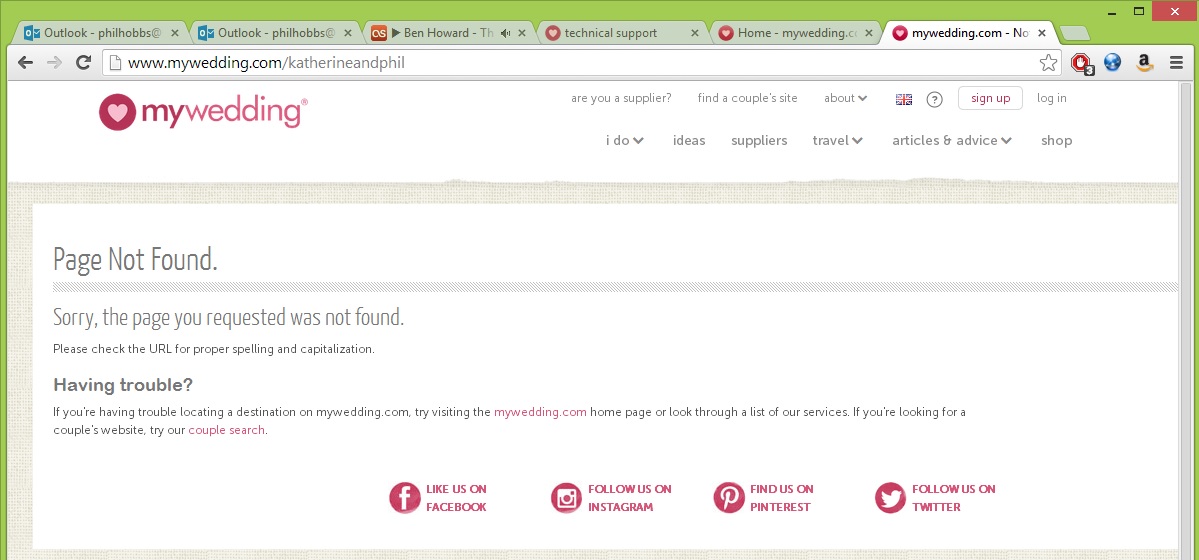 Outlook - philhobbs@
Outlook - philhobbs@
Ben Howard - Th
technical support
Home - mywedding.co
mywedding.com - No
www.mywedding.com/katherineandphil
3
mywedding®
are you a supplier?
find a couple's site
about
?
sign up
log in
i do
ideas
suppliers
travel
articles & advice
shop
Page Not Found.
Sorry, the page you requested was not found.
Please check the URL for proper spelling and capitalization.
Having trouble?
If you're having trouble locating a destination on mywedding.com, try visiting the mywedding.com home page or look through a list of our services. If you're looking for a
couple's website, try our couple search.
LIKE US ON
FACEBOOK
FOLLOW US ON
INSTAGRAM
FIND US ON
PINTEREST
FOLLOW US ON
TWITTER